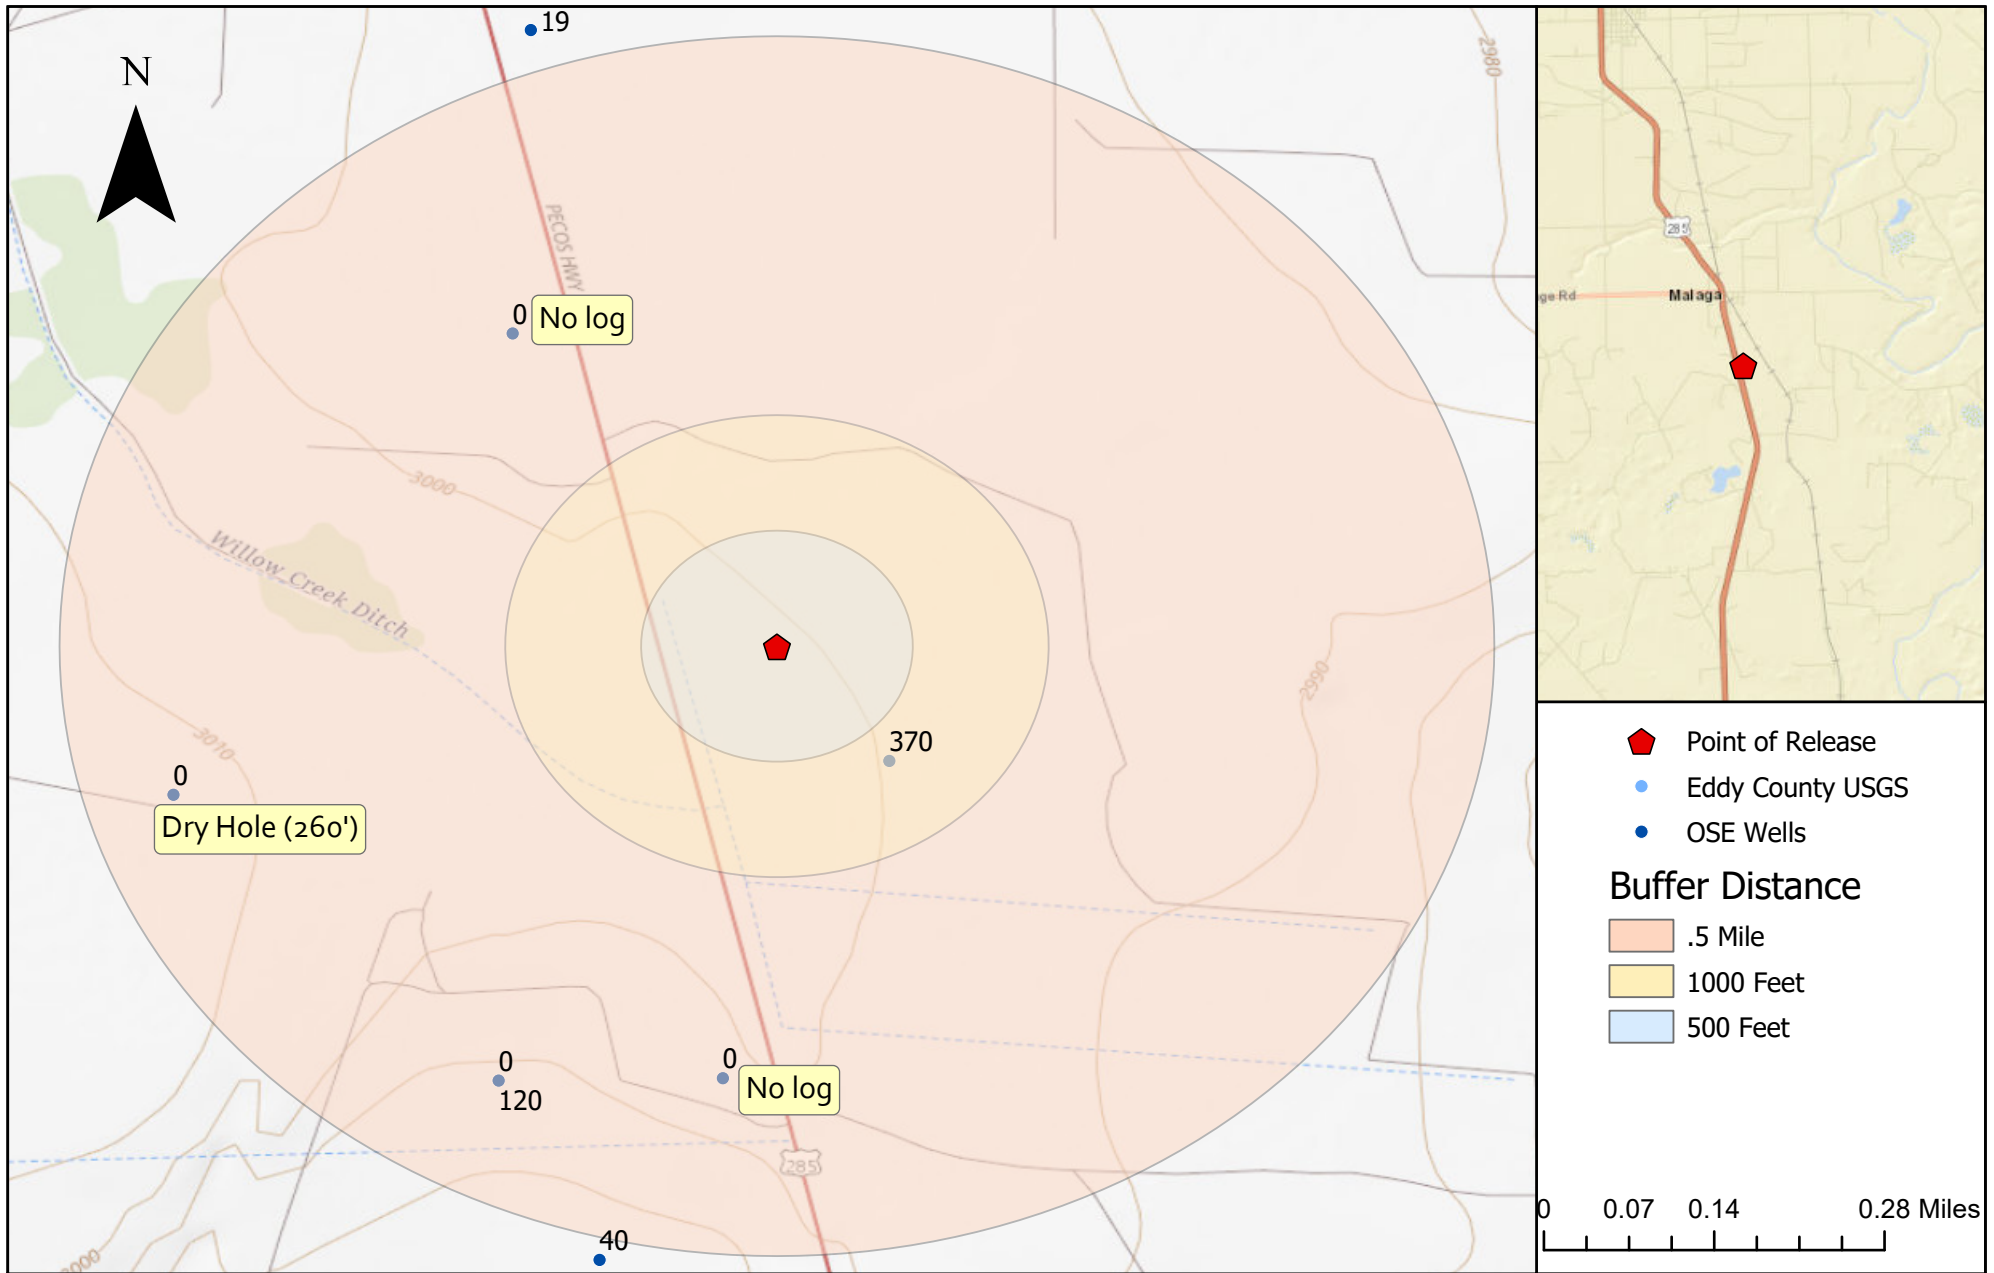 19
N
2980
PECOS HWY
0
No log
3000
Willow Creek Ditch
370
2990
3010
0
Dry Hole (260')
0
120
0
No log
285
40
3000
285
ge Rd
Malaga
Point of Release
Eddy County USGS
OSE Wells
Buffer Distance
.5 Mile
1000 Feet
500 Feet
0 0.07 0.14 0.28 Miles